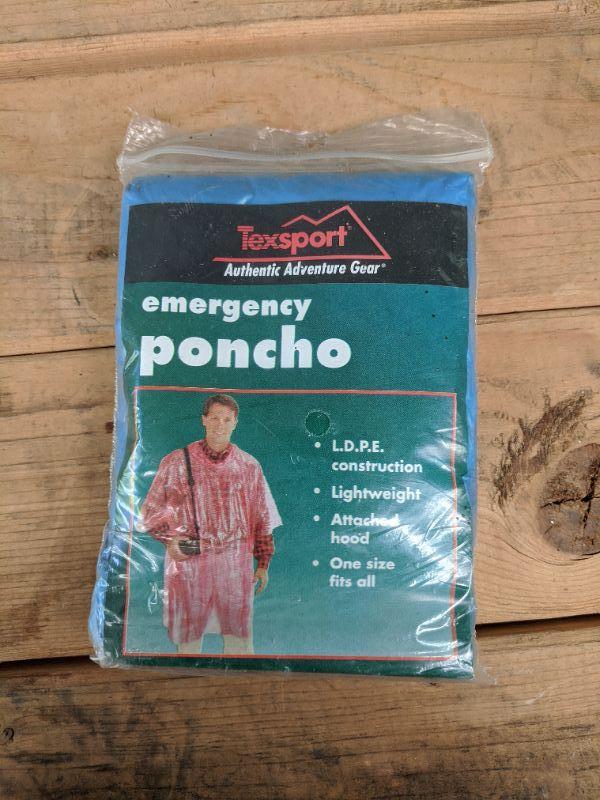 Texsport
Authentic Adventure Gear®
emergency
poncho
• L.D.P.E.
construction
• Lightweight
• Attached
hood
• One size
fits all